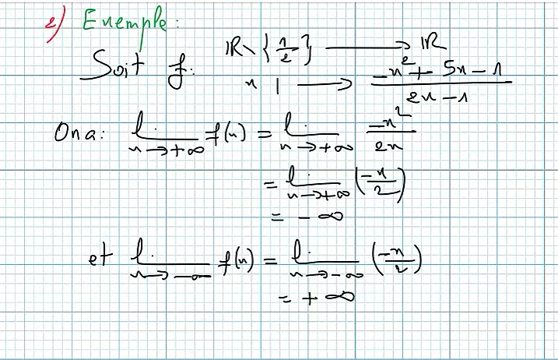 2) Exemple:
Soit f: ℝ∖{1/2} ⟶ ℝ
x ⟼ (-x² + 5x - 1)/(2x - 1)
On a: lim_{x→+∞} f(x) = lim_{x→+∞} -x²/2x
= lim_{x→+∞} (-x/2)
= -∞
et lim_{x→-∞} f(x) = lim_{x→-∞} (-x/2)
= +∞